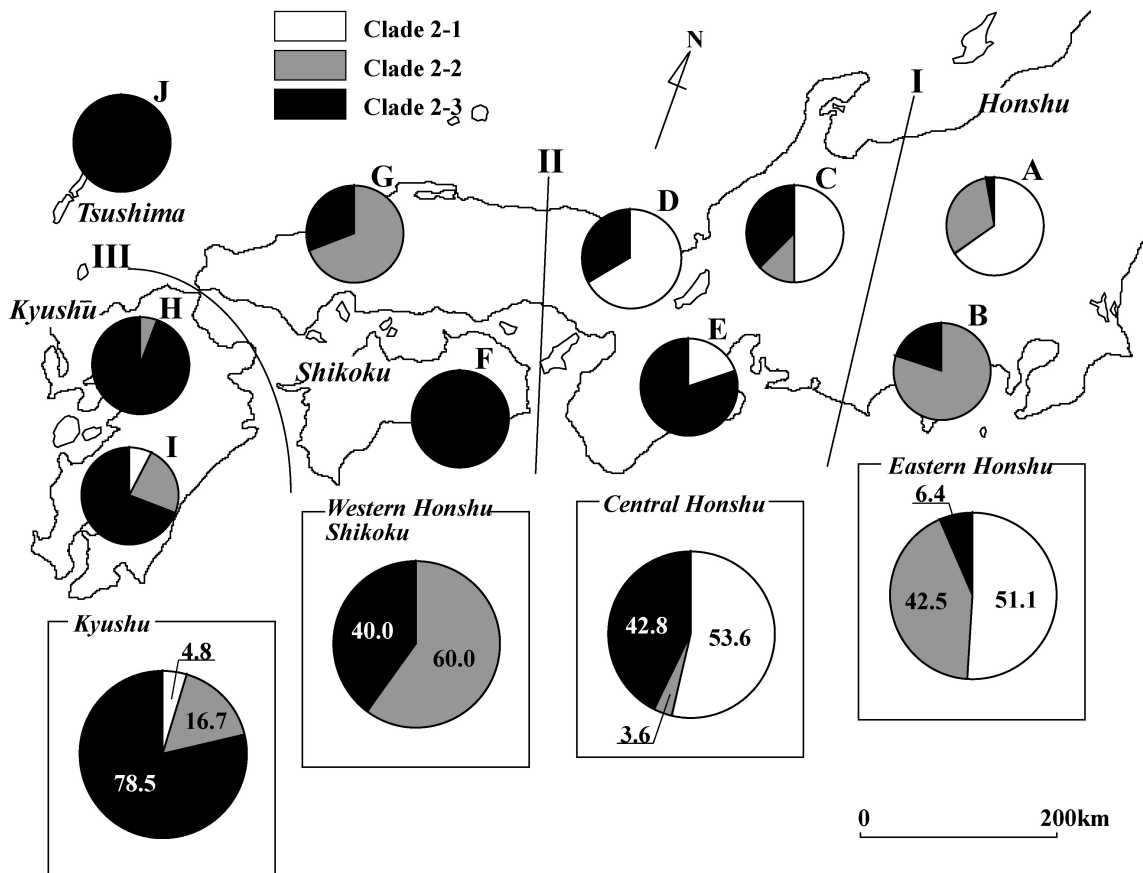 Clade 2-1
Clade 2-2
Clade 2-3
N
I
Honshu
J
Tsushima
G
II
D
C
A
III
Kyushū
H
Shikoku
F
E
B
I
Western Honshu
Shikoku
40.0
60.0
Central Honshu
42.8
53.6
3.6
Eastern Honshu
6.4
42.5
51.1
Kyushu
4.8
16.7
78.5
0
200km